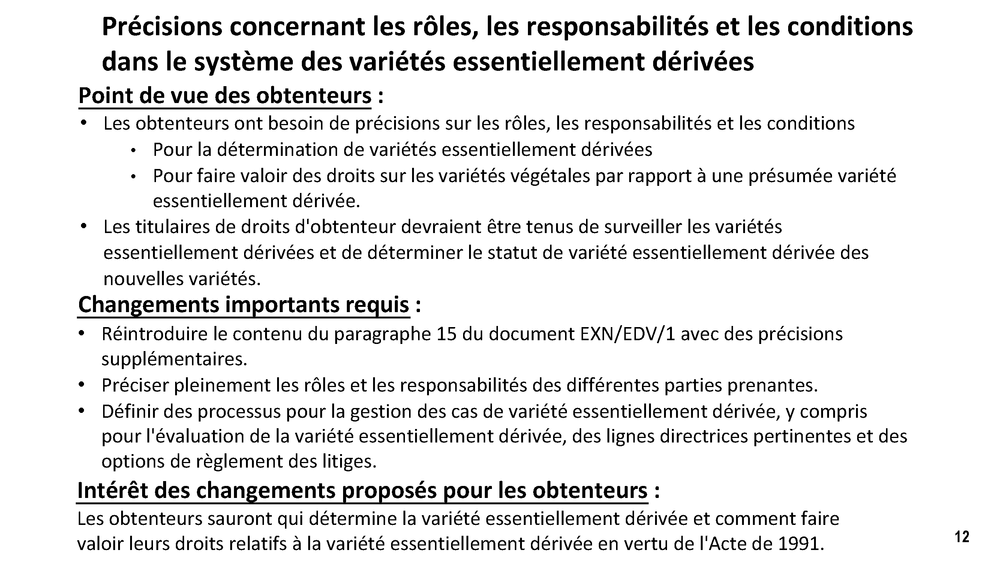 Précisions concernant les rôles, les responsabilités et les conditions
dans le système des variétés essentiellement dérivées
Point de vue des obtenteurs :
• Les obtenteurs ont besoin de précisions sur les rôles, les responsabilités et les conditions
• Pour la détermination de variétés essentiellement dérivées
• Pour faire valoir des droits sur les variétés végétales par rapport à une présumée variété
essentiellement dérivée.
• Les titulaires de droits d'obtenteur devraient être tenus de surveiller les variétés
essentiellement dérivées et de déterminer le statut de variété essentiellement dérivée des
nouvelles variétés.
Changements importants requis :
• Réintroduire le contenu du paragraphe 15 du document EXN/EDV/1 avec des précisions
supplémentaires.
• Préciser pleinement les rôles et les responsabilités des différentes parties prenantes.
• Définir des processus pour la gestion des cas de variété essentiellement dérivée, y compris
pour l'évaluation de la variété essentiellement dérivée, des lignes directrices pertinentes et des
options de règlement des litiges.
Intérêt des changements proposés pour les obtenteurs :
Les obtenteurs sauront qui détermine la variété essentiellement dérivée et comment faire
valoir leurs droits relatifs à la variété essentiellement dérivée en vertu de l'Acte de 1991.
12